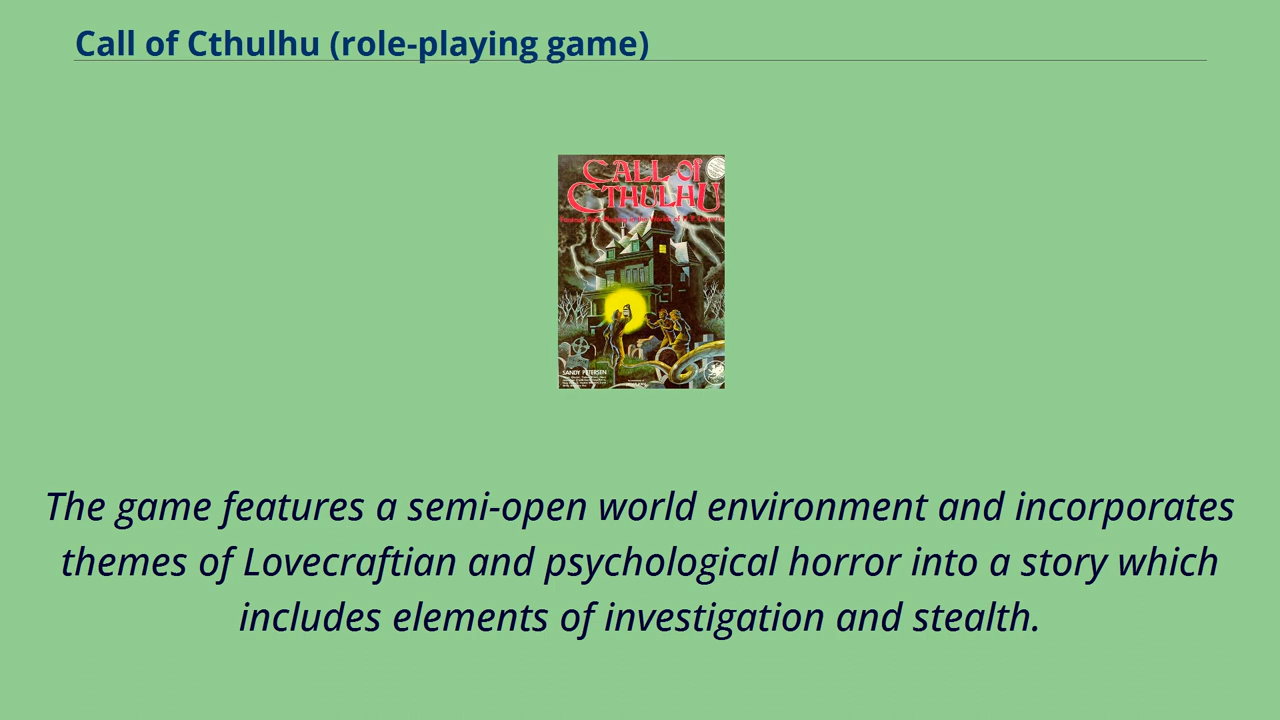 Call of Cthulhu (role-playing game)
CALL of
CTHULHU
SANDY PETERSEN
The game features a semi-open world environment and incorporates
themes of Lovecraftian and psychological horror into a story which
includes elements of investigation and stealth.